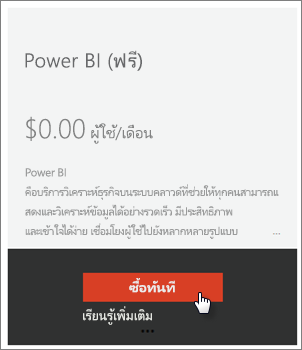 Power BI (ฟรี)
$0.00 ผู้ใช้/เดือน
Power BI
คือบริการวิเคราะห์ธุรกิจบนระบบคลาวด์ที่ช่วยให้ทุกคนสามารถแ
สดงและวิเคราะห์ข้อมูลได้อย่างรวดเร็ว มีประสิทธิภาพ
และเข้าใจได้ง่าย เชื่อมโยงผู้ใช้ไปยังหลากหลายรูปแบบ ...
ซื้อทันที
เรียนรู้เพิ่มเติม
...